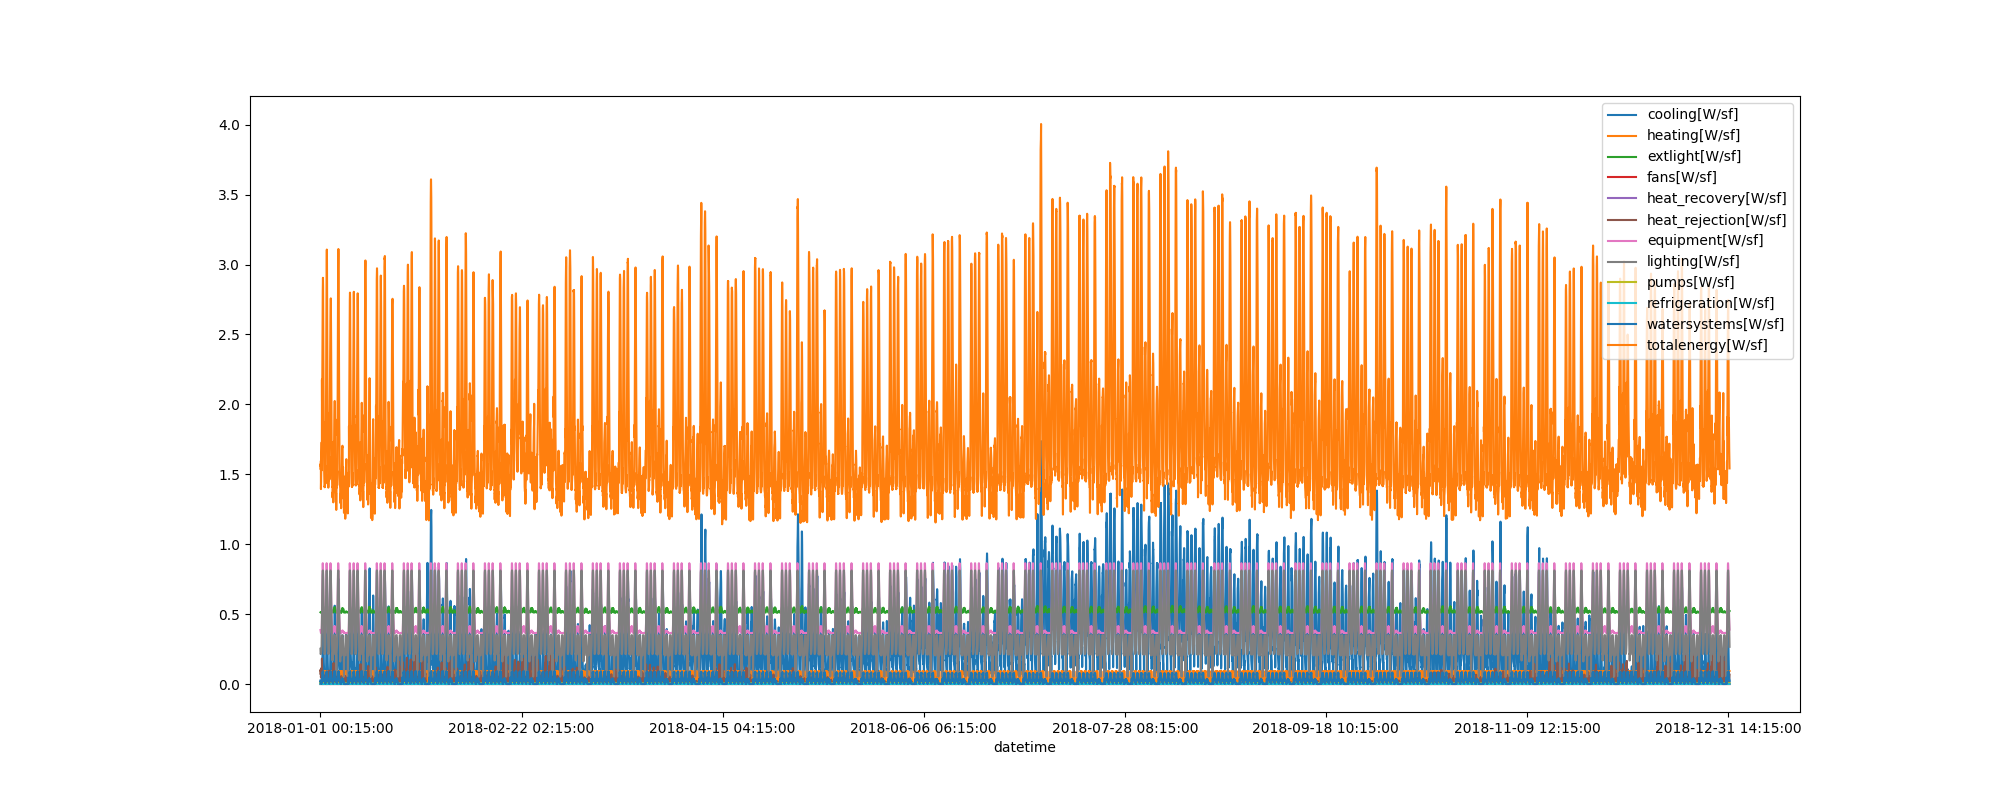 4.0
3.5
3.0
2.5
2.0
1.5
1.0
0.5
0.0
cooling[W/sf]
heating[W/sf]
extlight[W/sf]
fans[W/sf]
heat_recovery[W/sf]
heat_rejection[W/sf]
equipment[W/sf]
lighting[W/sf]
pumps[W/sf]
refrigeration[W/sf]
watersystems[W/sf]
totalenergy[W/sf]
2018-01-01 00:15:00 2018-02-22 02:15:00 2018-04-15 04:15:00 2018-06-06 06:15:00 2018-07-28 08:15:00 2018-09-18 10:15:00 2018-11-09 12:15:00 2018-12-31 14:15:00
datetime